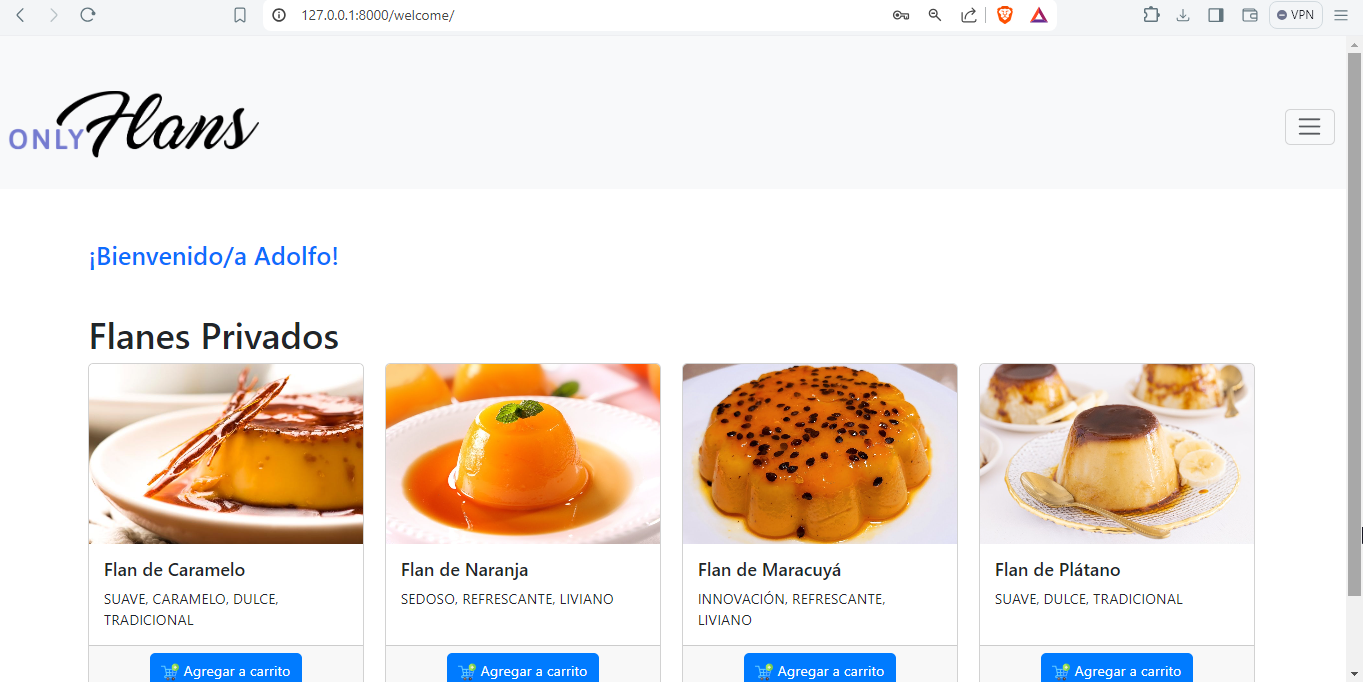 127.0.0.1:8000/welcome/
VPN
ONLY Flans
¡Bienvenido/a Adolfo!
Flanes Privados
Flan de Caramelo
SUAVE, CARAMELO, DULCE,
TRADICIONAL
Agregar a carrito
Flan de Naranja
SEDOSO, REFRESCANTE, LIVIANO
Agregar a carrito
Flan de Maracuyá
INNOVACIÓN, REFRESCANTE,
LIVIANO
Agregar a carrito
Flan de Plátano
SUAVE, DULCE, TRADICIONAL
Agregar a carrito